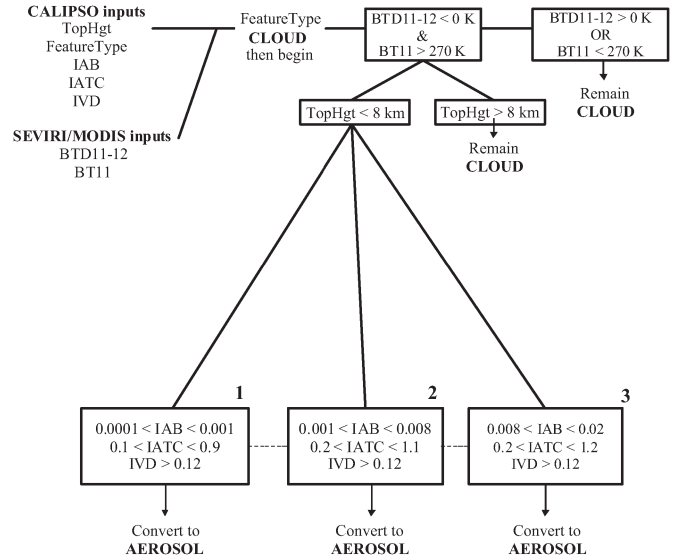 CALIPSO inputs
TopHgt
FeatureType
IAB
IATC
IVD
SEVIRI/MODIS inputs
BTD11-12
BT11
FeatureType
CLOUD
then begin
BTD11-12 < 0 K
&
BT11 > 270 K
BTD11-12 > 0 K
OR
BT11 < 270 K
Remain
CLOUD
TopHgt < 8 km
TopHgt > 8 km
Remain
CLOUD
1
0.0001 < IAB < 0.001
0.1 < IATC < 0.9
IVD > 0.12
Convert to
AEROSOL
2
0.001 < IAB < 0.008
0.2 < IATC < 1.1
IVD > 0.12
Convert to
AEROSOL
3
0.008 < IAB < 0.02
0.2 < IATC < 1.2
IVD > 0.12
Convert to
AEROSOL